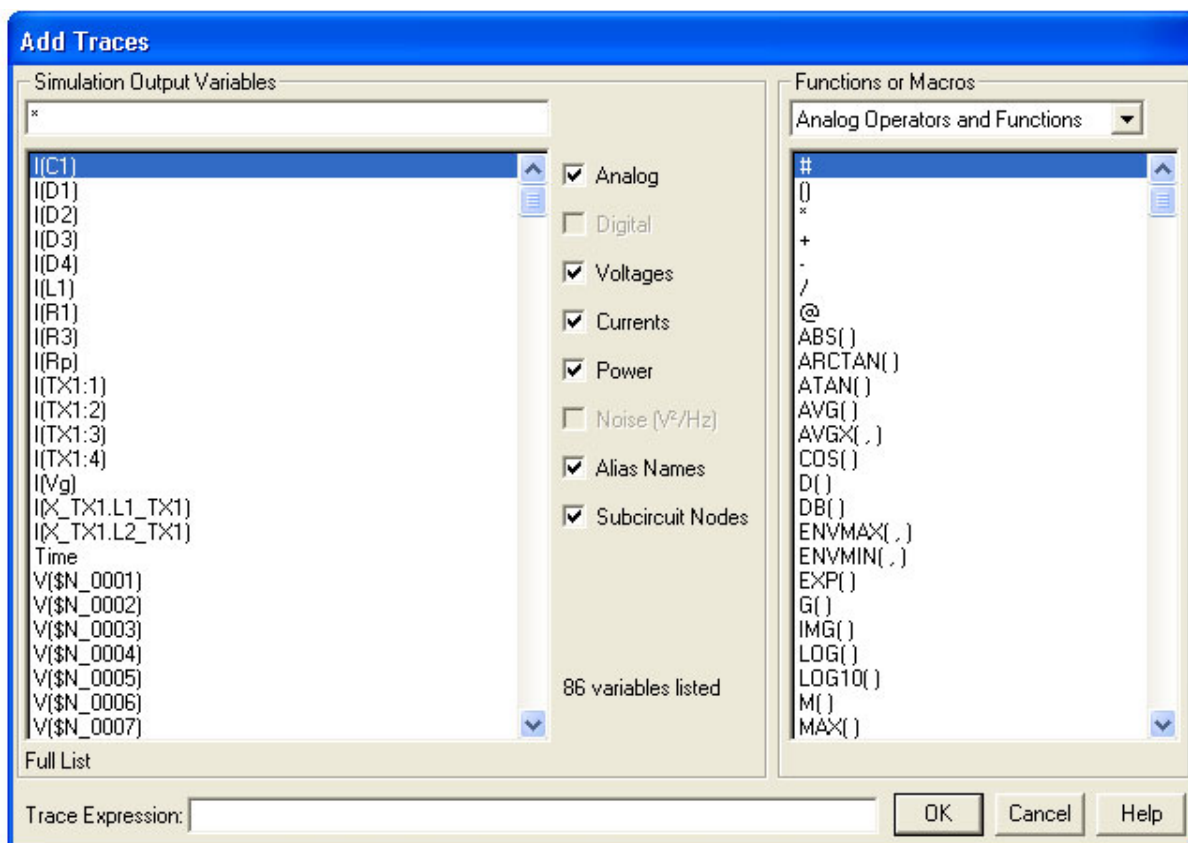 Add Traces
Simulation Output Variables
*
I(C1)
I(D1)
I(D2)
I(D3)
I(D4)
I(L1)
I(R1)
I(R3)
I(Rp)
I(TX1:1)
I(TX1:2)
I(TX1:3)
I(TX1:4)
I(Vg)
I(X_TX1.L1_TX1)
I(X_TX1.L2_TX1)
Time
V($N_0001)
V($N_0002)
V($N_0003)
V($N_0004)
V($N_0005)
V($N_0006)
V($N_0007)
Full List
Analog
Digital
Voltages
Currents
Power
Noise (V²/Hz)
Alias Names
Subcircuit Nodes
86 variables listed
Functions or Macros
Analog Operators and Functions
#
()
*
+
-
/
@
ABS( )
ARCTAN( )
ATAN( )
AVG( )
AVGX( , )
COS( )
D( )
DB( )
ENVMAX( , )
ENVMIN( , )
EXP( )
G( )
IMG( )
LOG( )
LOG10( )
M( )
MAX( )
Trace Expression:
OK
Cancel
Help